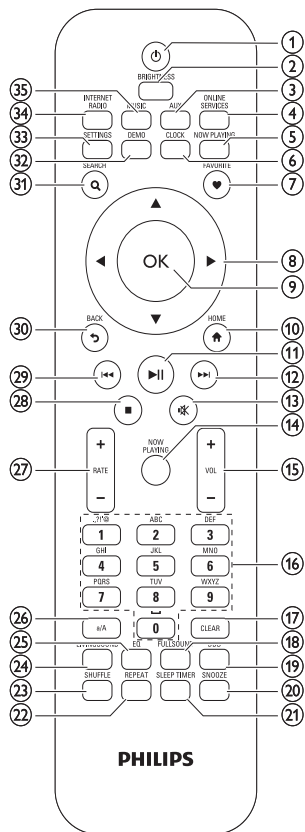 1
BRIGHTNESS 2
35 MUSIC AUX 3
34 INTERNET RADIO ONLINE SERVICES 4
33 SETTINGS DEMO CLOCK NOW PLAYING 5
32 6
31 SEARCH FAVORITE 7
8
OK 9
30 BACK HOME 10
11
29 12
28 13
NOW PLAYING 14
27 + RATE − + VOL − 15
.,?!'@ ABC DEF
1 2 3
GHI JKL MNO
4 5 6 16
PQRS TUV WXYZ
7 8 9
26 #/A 0 CLEAR 17
25 EQ FULLSOUND 18
24 19
23 SHUFFLE REPEAT SLEEP TIMER SNOOZE 20
22 21
PHILIPS